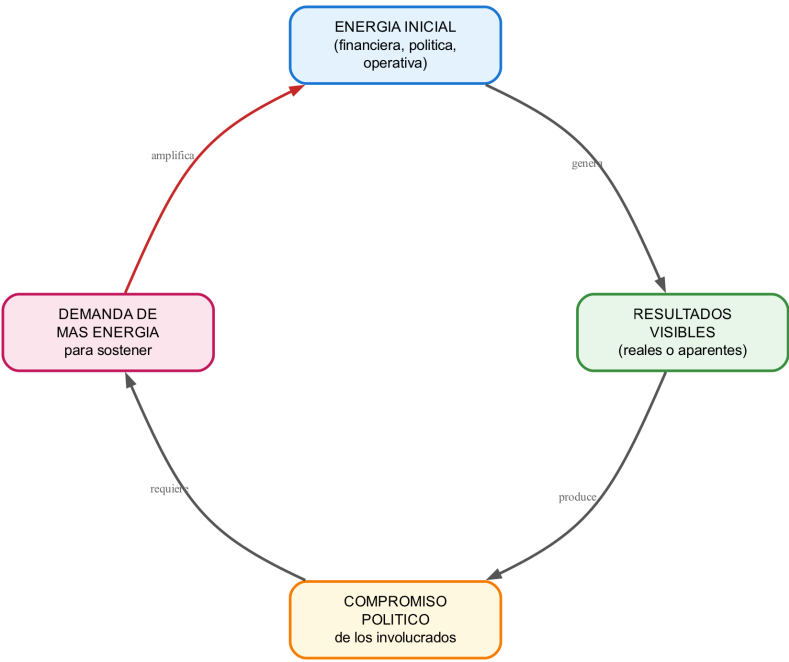 ENERGIA INICIAL
(financiera, politica,
operativa)
amplifica
genera
DEMANDA DE
MAS ENERGIA
para sostener
RESULTADOS
VISIBLES
(reales o aparentes)
requiere
produce
COMPROMISO
POLITICO
de los involucrados